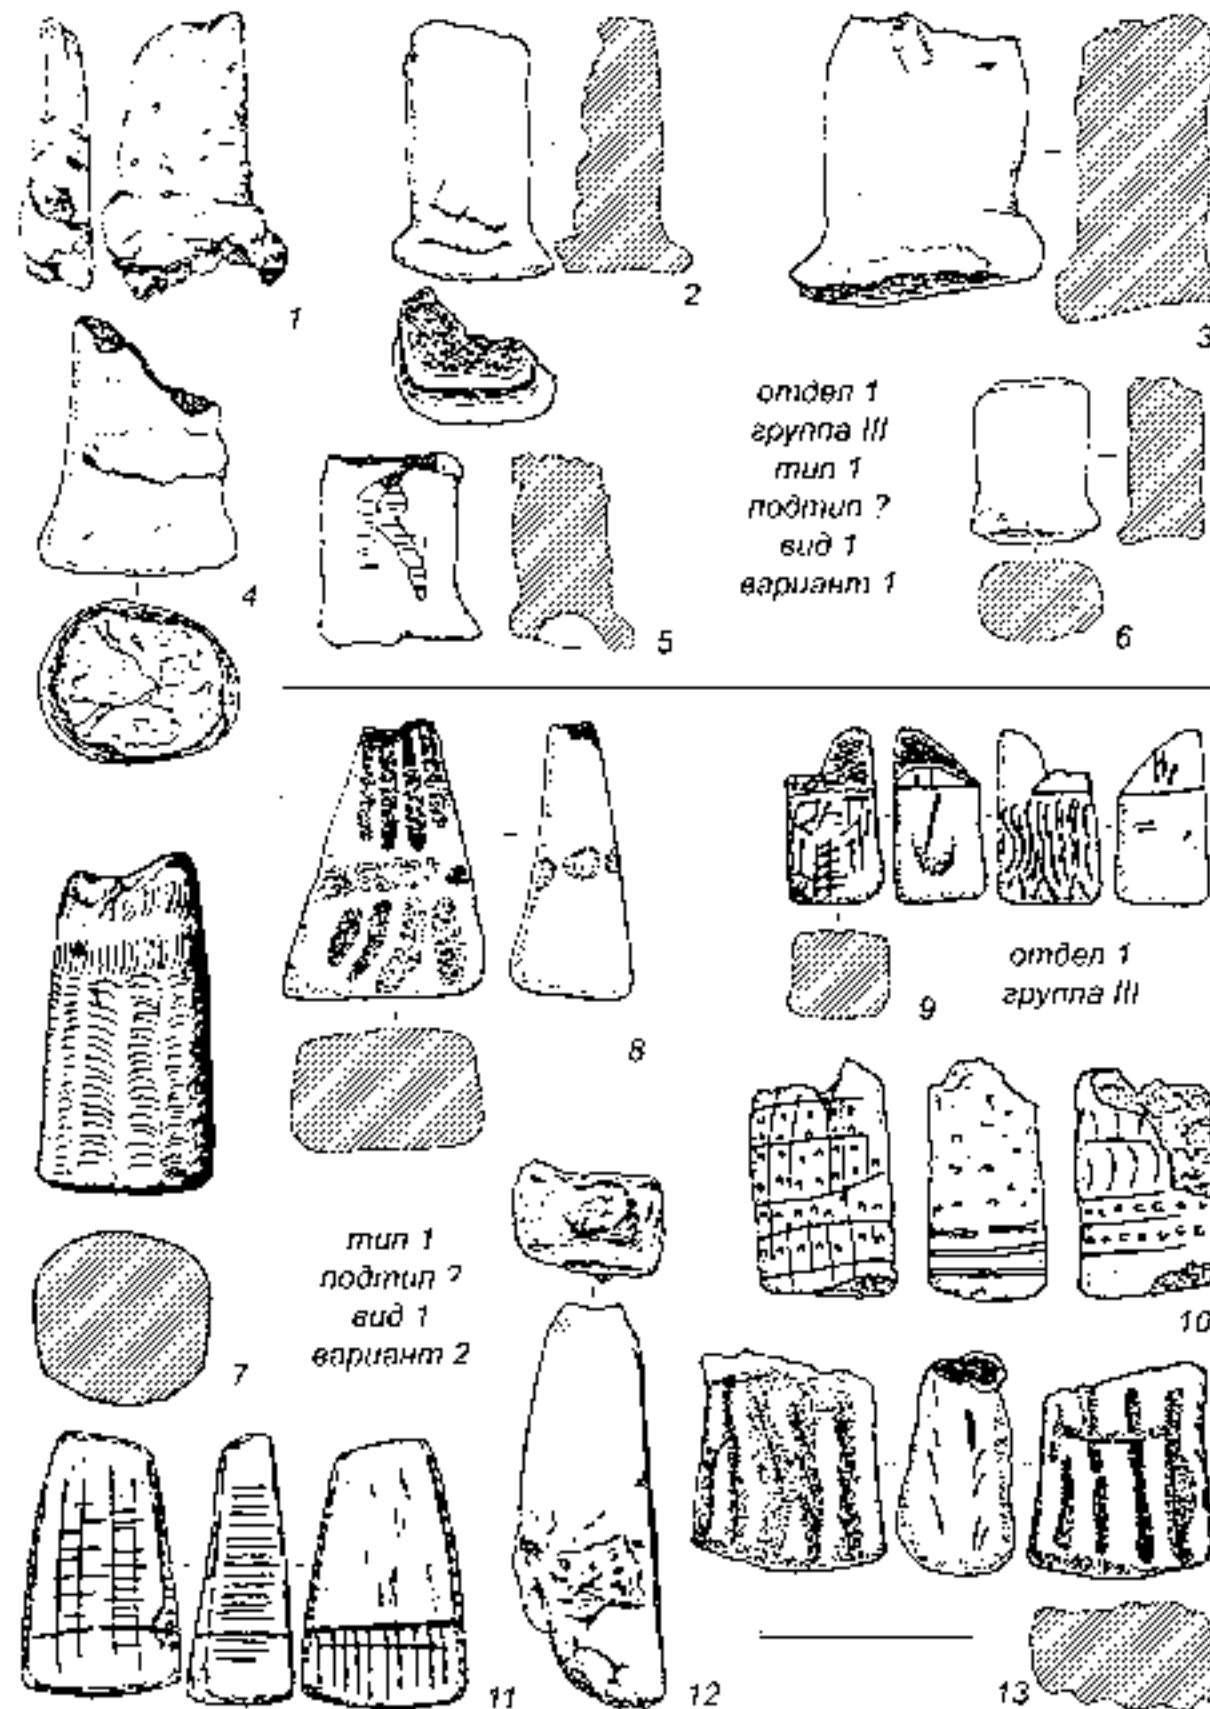 1
2
3
отдел 1
группа III
тип 1
подтип ?
вид 1
вариант 1
4
5
6
отдел 1
группа III
9
8
10
тип 1
подтип ?
вид 1
вариант 2
7
11
12
13